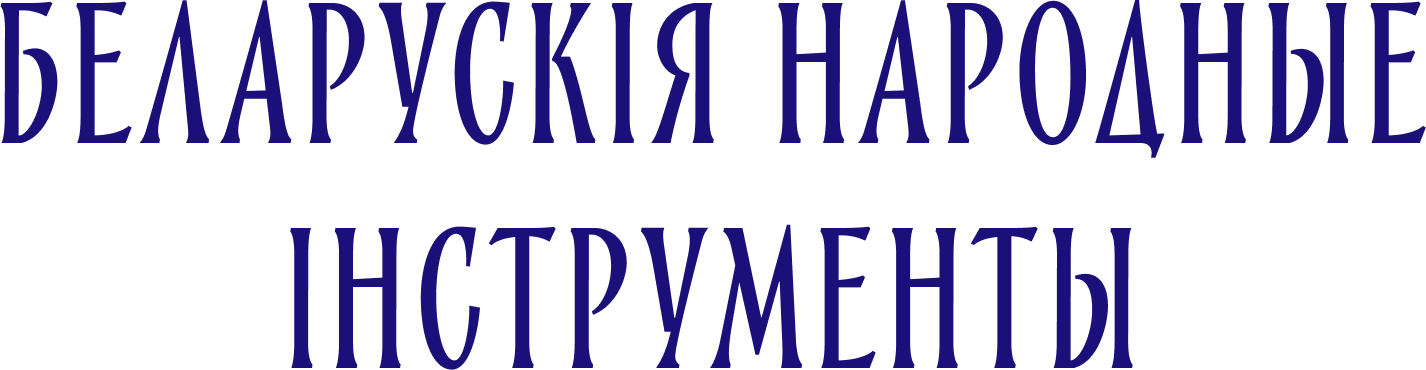 БЕЛАРУСКІЯ НАРОДНЫЕ
ІНСТРУМЕНТЫ